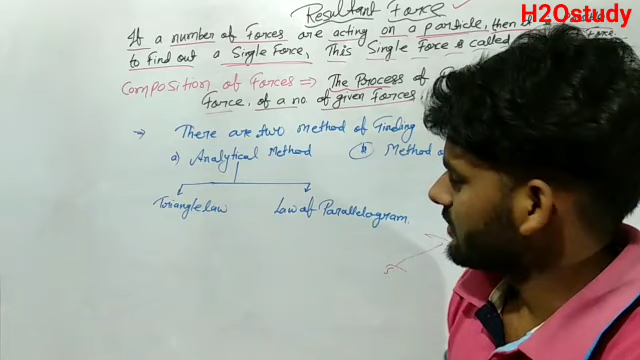 H2Ostudy
Resultant Force
If a number of Forces are acting on a particle, then it
to find out a Single Force, This Single Force is called
Composition of Forces ⇒ The Process of
Force, of a no. of given Forces,
→ There are two method of Finding
a) Analytical Method
b) Method
Triangle law
Law of Parallelogram